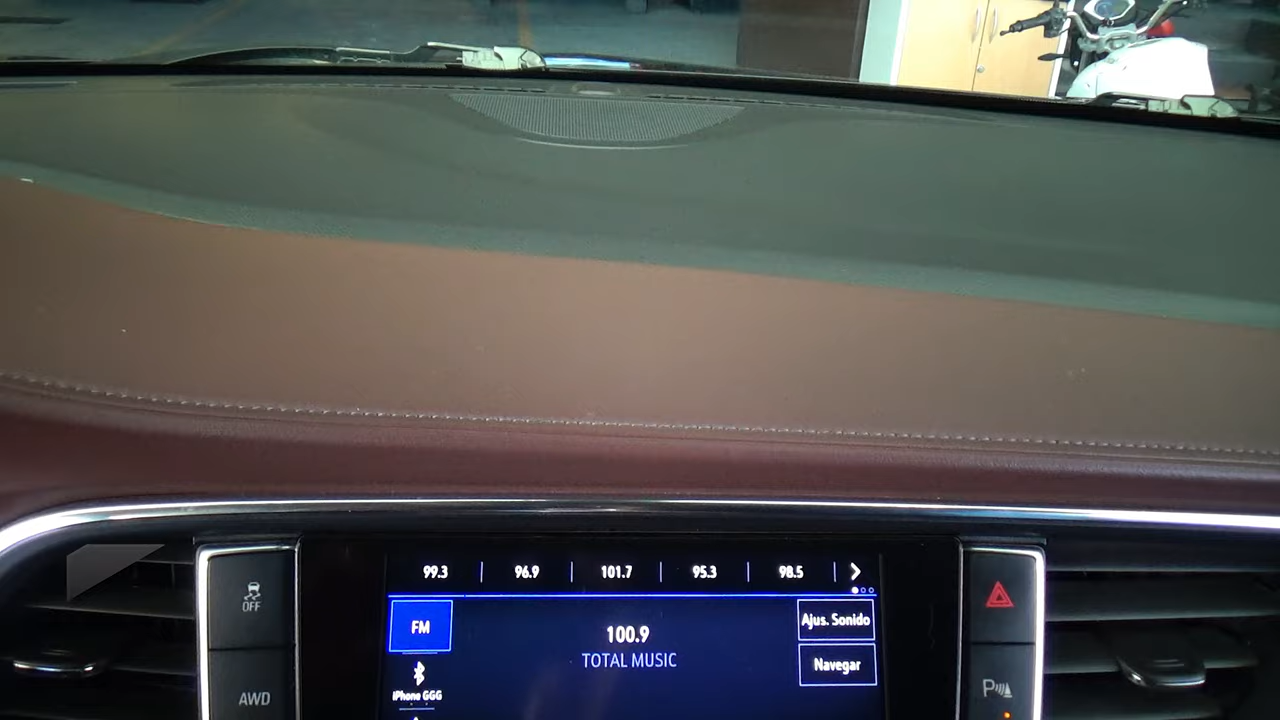 99.3 96.9 101.7 95.3 98.5
OFF
FM
100.9
Ajus. Sonido
TOTAL MUSIC
Navegar
iPhone GGG
AWD
P